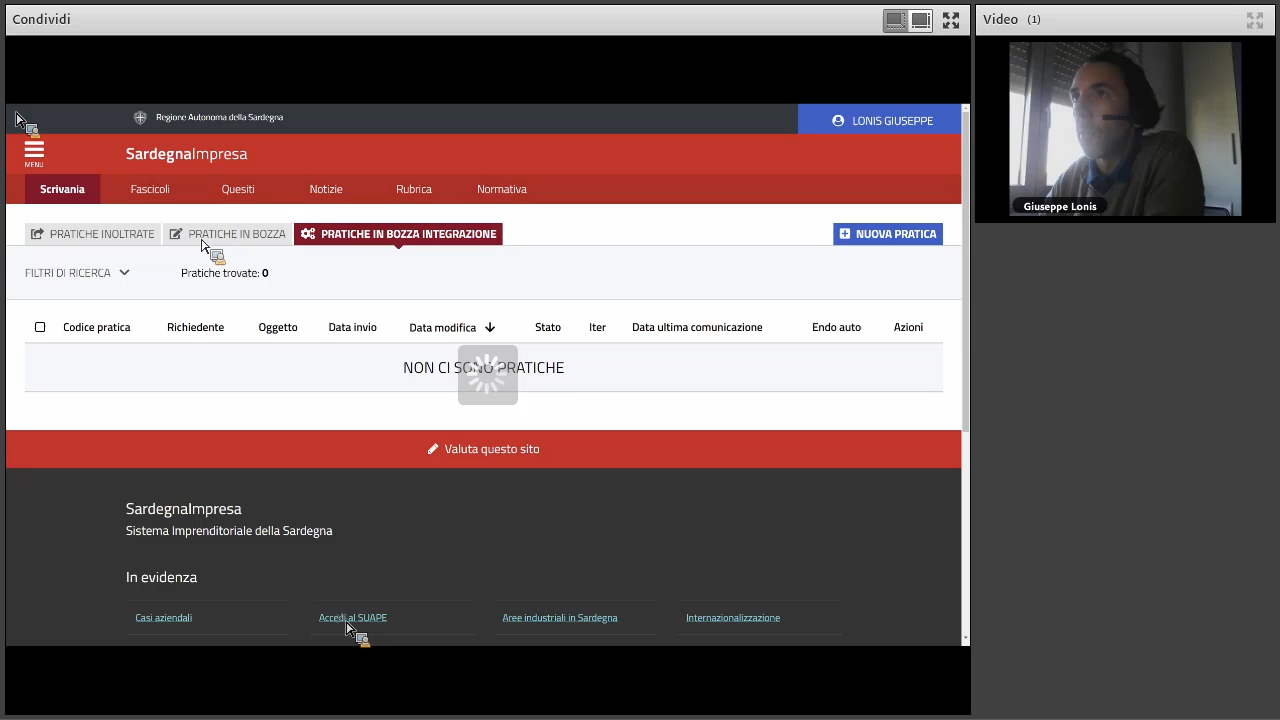 Condividi
Video (1)
Regione Autonoma della Sardegna
LONIS GIUSEPPE
MENU
SardegnaImpresa
Scrivania Fascicoli Quesiti Notizie Rubrica Normativa
PRATICHE INOLTRATE PRATICHE IN BOZZA PRATICHE IN BOZZA INTEGRAZIONE NUOVA PRATICA
FILTRI DI RICERCA Pratiche trovate: 0
Codice pratica Richiedente Oggetto Data invio Data modifica Stato Iter Data ultima comunicazione Endo auto Azioni
NON CI SONO PRATICHE
Valuta questo sito
SardegnaImpresa
Sistema Imprenditoriale della Sardegna
In evidenza
Casi aziendali Accedi al SUAPE Aree industriali in Sardegna Internazionalizzazione
Giuseppe Lonis